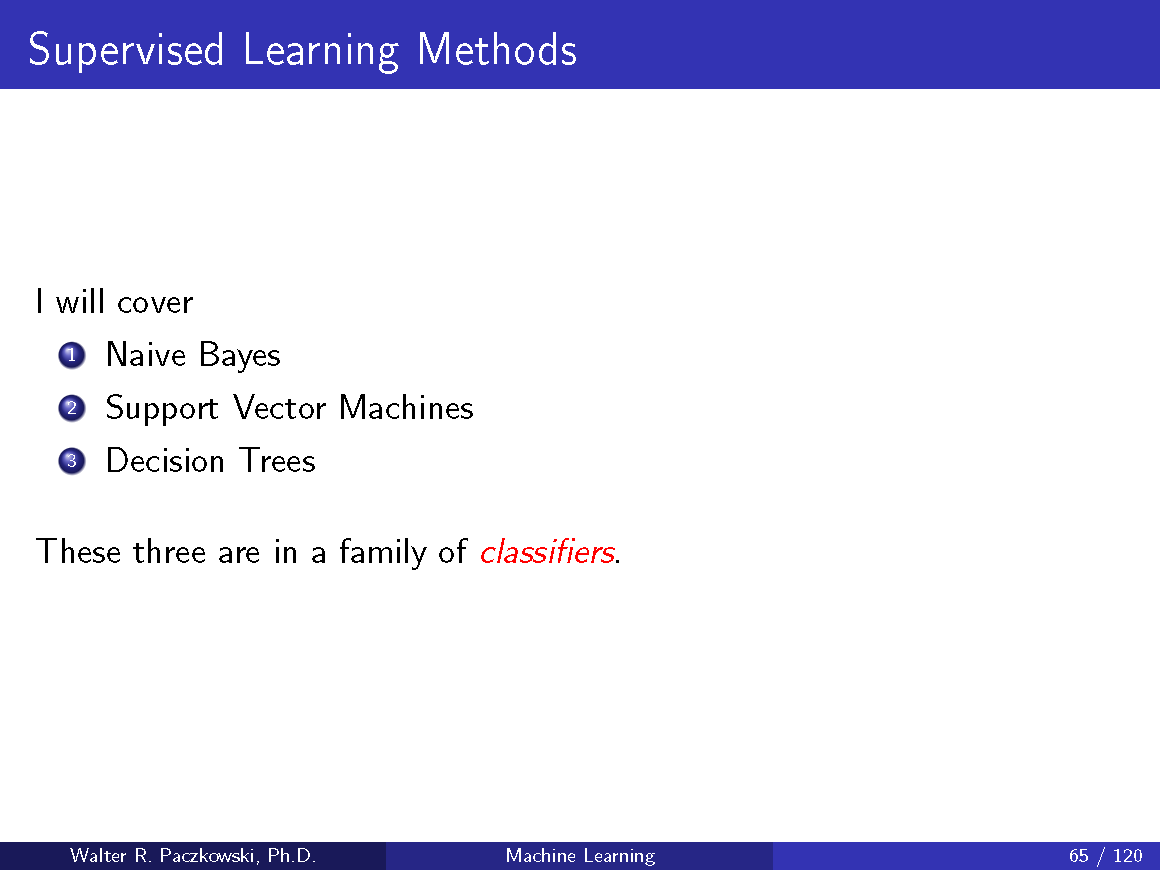 Supervised Learning Methods
I will cover
1 Naive Bayes
2 Support Vector Machines
3 Decision Trees
These three are in a family of classifiers.
Walter R. Paczkowski, Ph.D. Machine Learning 65 / 120